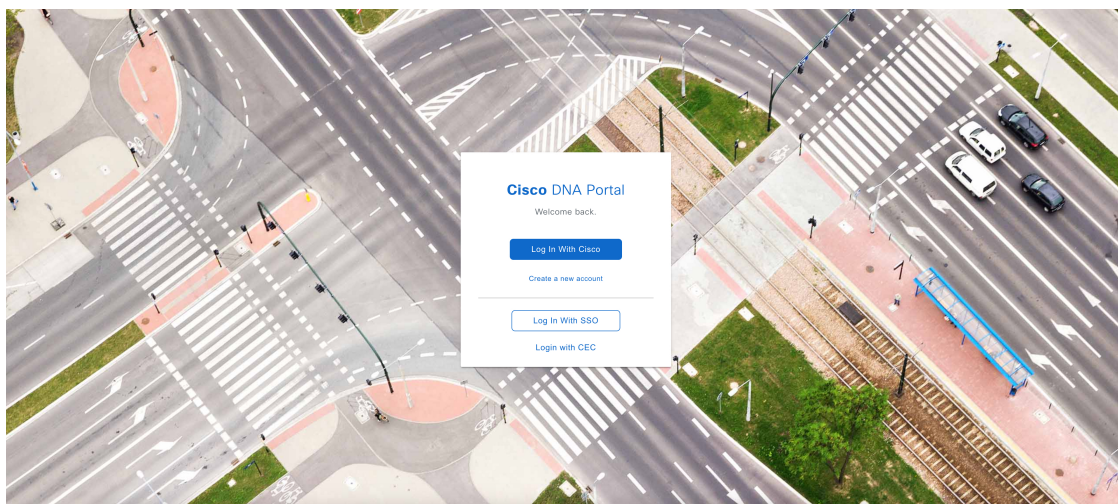 Cisco DNA Portal
Welcome back.
Log In With Cisco
Create a new account
Log In With SSO
Login with CEC